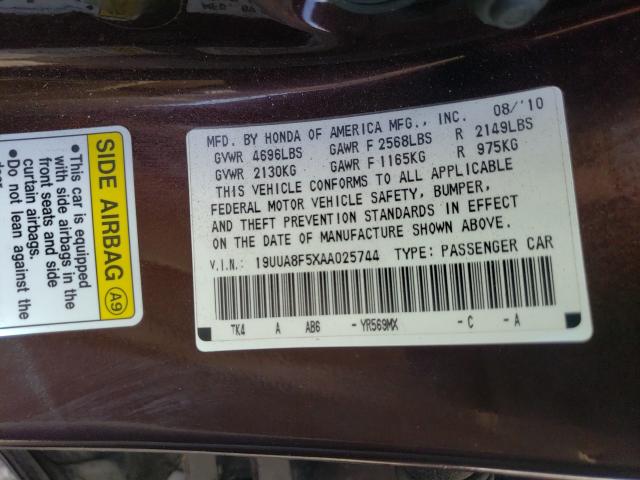 MFD. BY HONDA OF AMERICA MFG., INC. 08/'10
GVWR 4696LBS GAWR F 2568LBS R 2149LBS
GVWR 2130KG GAWR F 1165KG R 975KG
THIS VEHICLE CONFORMS TO ALL APPLICABLE
FEDERAL MOTOR VEHICLE SAFETY, BUMPER,
AND THEFT PREVENTION STANDARDS IN EFFECT
ON THE DATE OF MANUFACTURE SHOWN ABOVE.
V.I.N.: 19UUA8F5XAA025744 TYPE: PASSENGER CAR
TK4 A AB6 -YR569MX -C -A
SIDE AIRBAG A9
•This car is equipped
with side airbags in the
front seats and side
curtain airbags.
•Do not lean against the